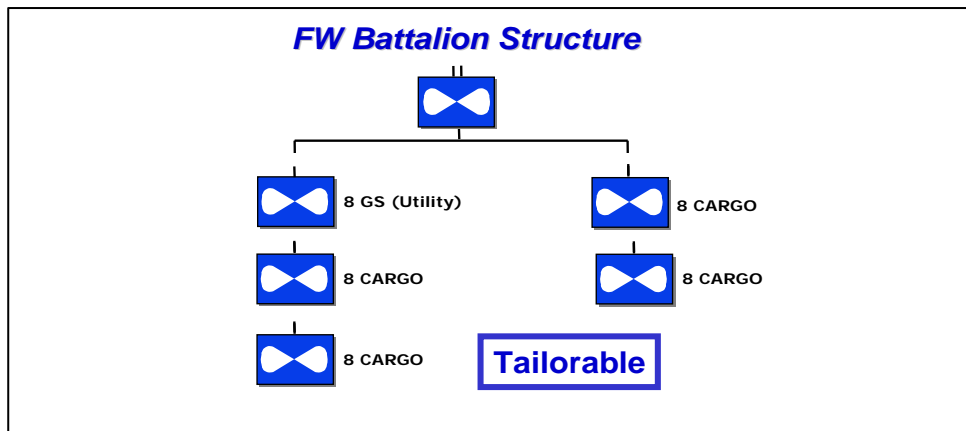 FW Battalion Structure
8 GS (Utility)
8 CARGO
8 CARGO
8 CARGO
8 CARGO
Tailorable